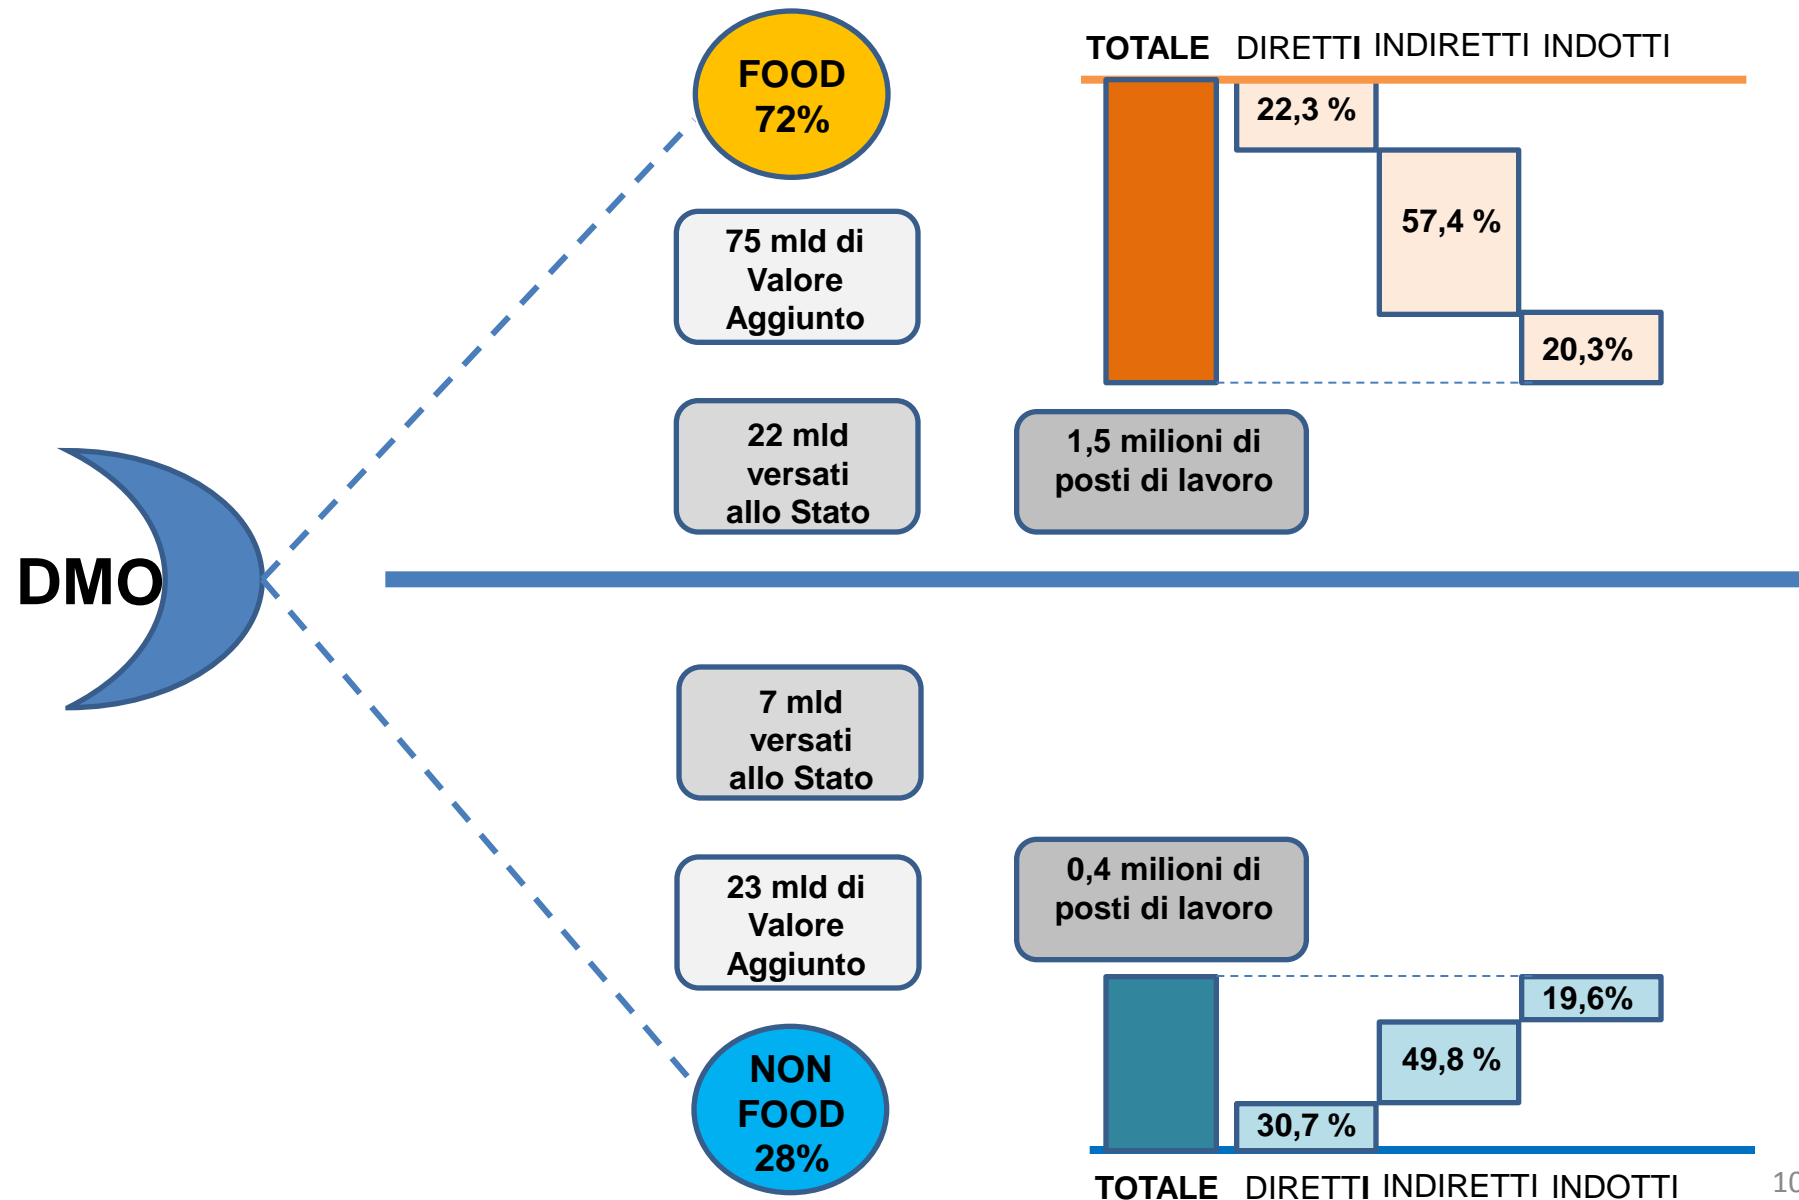 FOOD
72%
TOTALE DIRETTI INDIRETTI INDOTTI
22,3 %
57,4 %
20,3%
75 mld di
Valore
Aggiunto
22 mld
versati
allo Stato
1,5 milioni di
posti di lavoro
DMO
7 mld
versati
allo Stato
0,4 milioni di
posti di lavoro
23 mld di
Valore
Aggiunto
19,6%
49,8 %
30,7 %
NON
FOOD
28%
TOTALE DIRETTI INDIRETTI INDOTTI
10